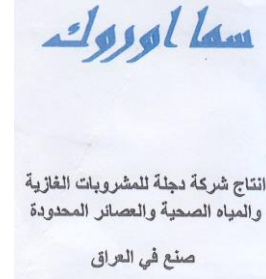 سما اوروك
انتاج شركة دجلة للمشروبات الغازية
والمياه الصحية والعصائر المحدودة
صنع في العراق